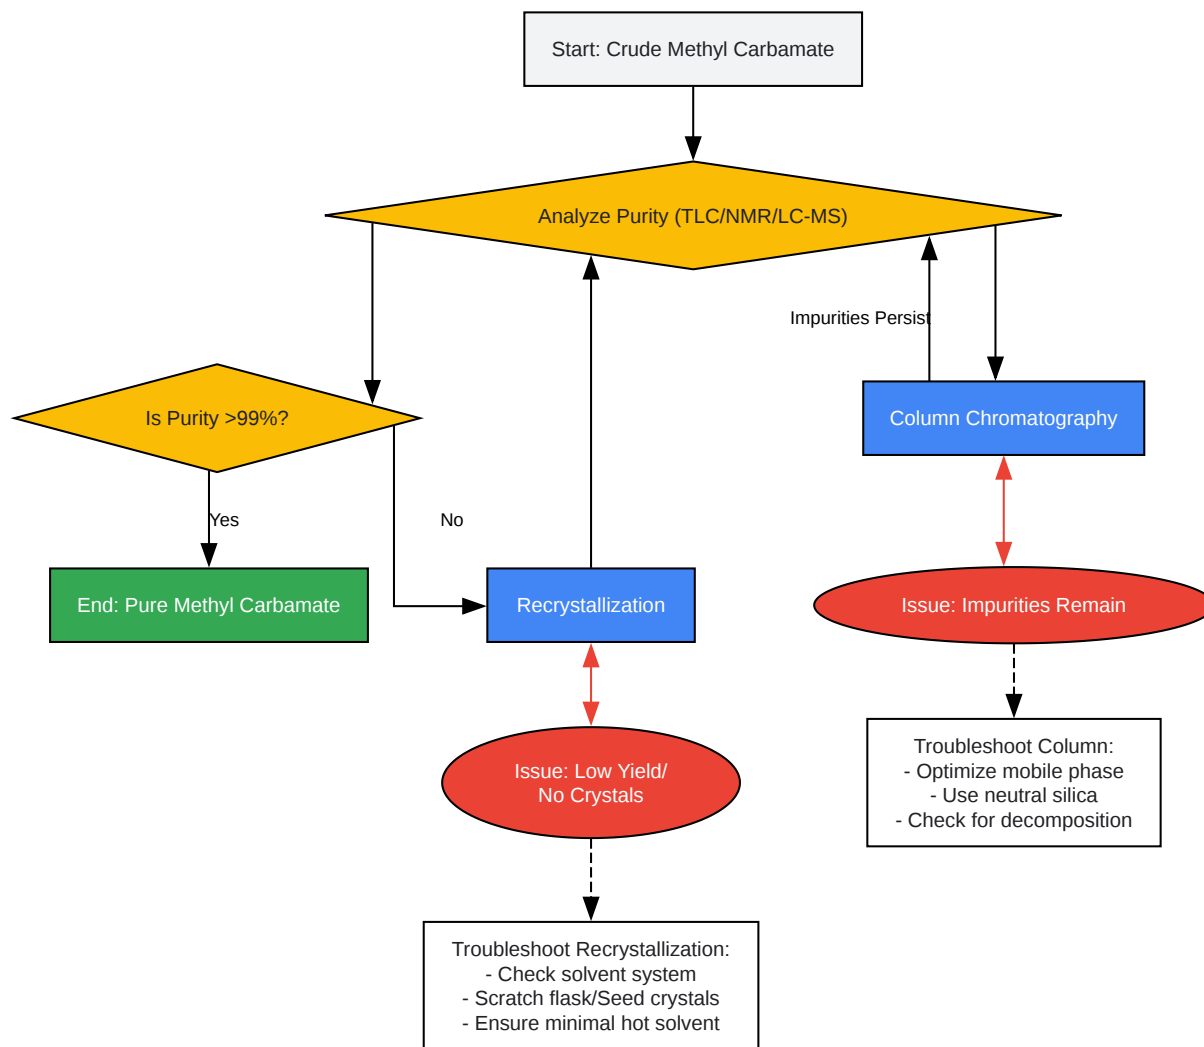 Start: Crude Methyl Carbamate
Analyze Purity (TLC/NMR/LC-MS)
Impurities Persist
Is Purity >99%?
Column Chromatography
Yes
No
End: Pure Methyl Carbamate
Recrystallization
Issue: Impurities Remain
Issue: Low Yield/
No Crystals
Troubleshoot Column:
- Optimize mobile phase
- Use neutral silica
- Check for decomposition
Troubleshoot Recrystallization:
- Check solvent system
- Scratch flask/Seed crystals
- Ensure minimal hot solvent